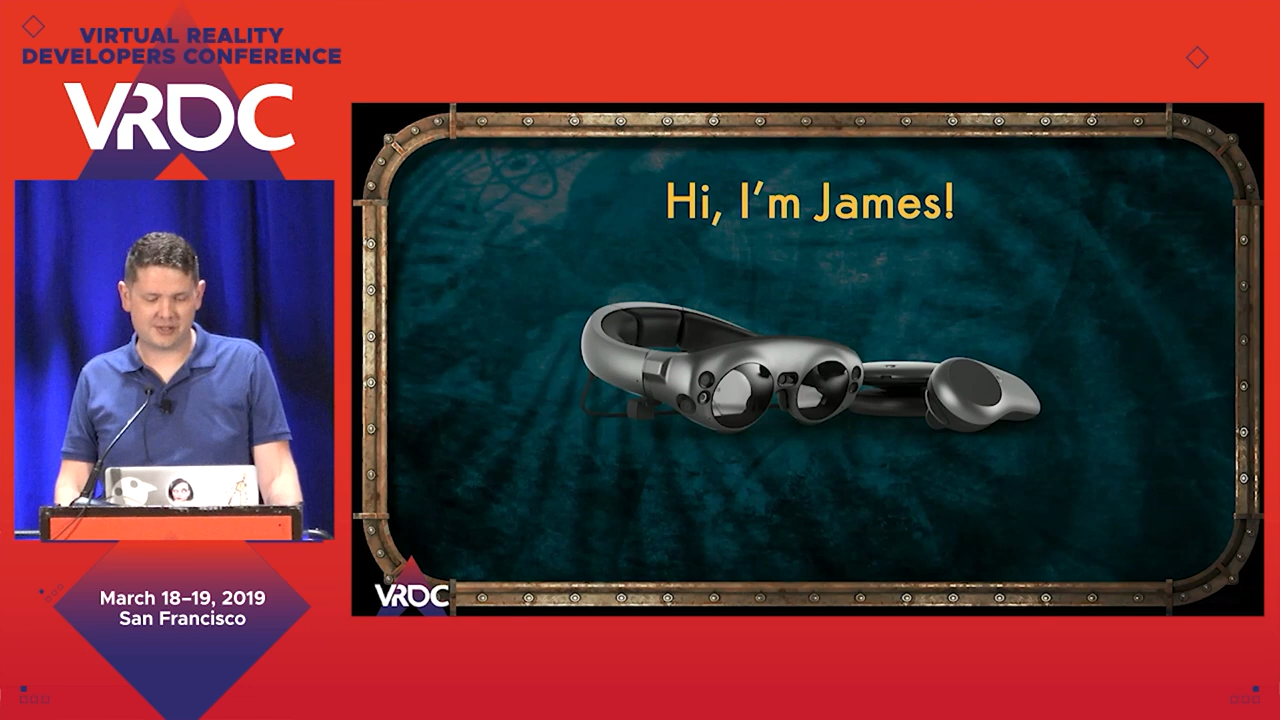 VIRTUAL REALITY
DEVELOPERS CONFERENCE
VRDC
Hi, I'm James!
VRDC
March 18–19, 2019
San Francisco